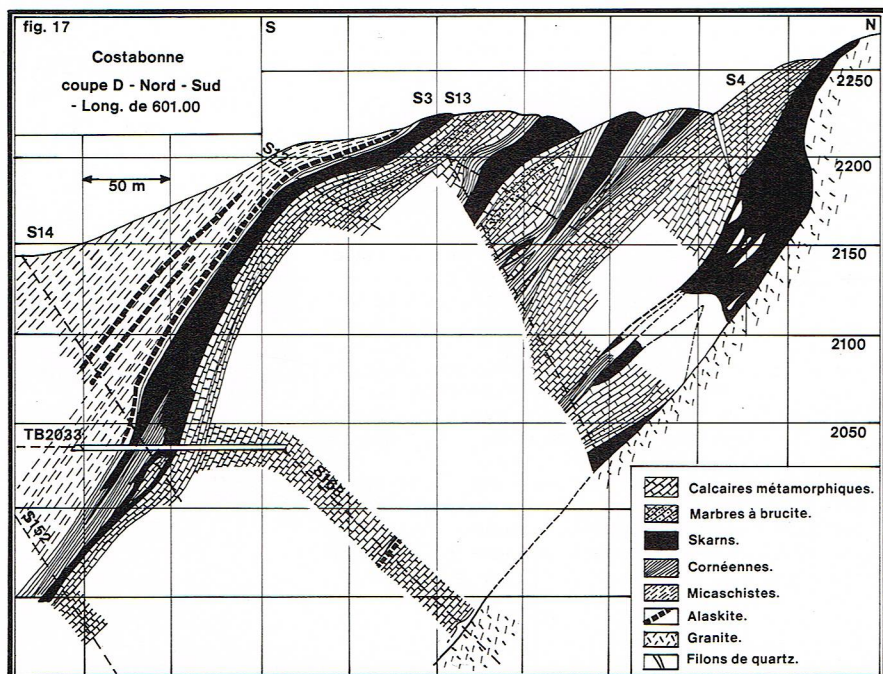 fig. 17
S
N
Costabonne
coupe D - Nord - Sud
- Long. de 601.00
50 m
S3 S13
S4
S14
TB2033
S152
2250
2200
2150
2100
2050
Calcaires métamorphiques.
Marbres à brucite.
Skarns.
Cornéennes.
Micaschistes.
Alaskite.
Granite.
Filons de quartz.